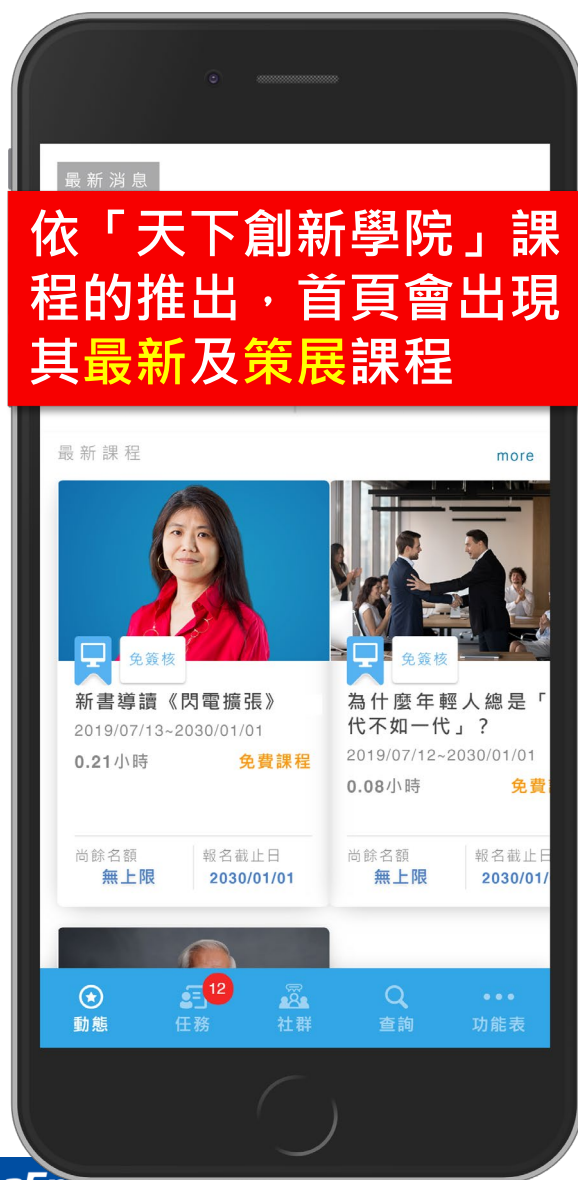 最新消息
依「天下創新學院」課
程的推出，首頁會出現
其最新及策展課程
最新課程
more
免簽核
新書導讀《閃電擴張》
2019/07/13~2030/01/01
0.21小時
免費課程
尚餘名額
報名截止日
無上限
2030/01/01
免簽核
為什麼年輕人總是「
代不如一代」？
2019/07/12~2030/01/01
0.08小時
免費
尚餘名額
報名截止日
無上限
2030/01/
12
動態
任務
社群
查詢
功能表